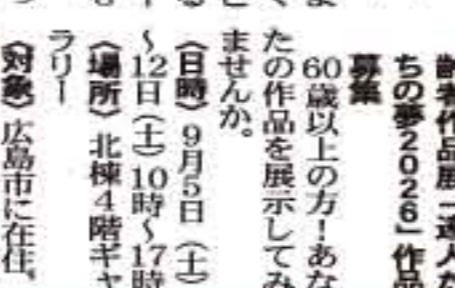 齢者作品展「達人た
ちの夢2026」作品
募集
60歳以上の方！あな
たの作品を展示してみ
ませんか。
《日時》9月5日（土）
～12日（土）10時～17時
《場所》北棟4階ギャ
ラリー
《対象》広島市に在住、